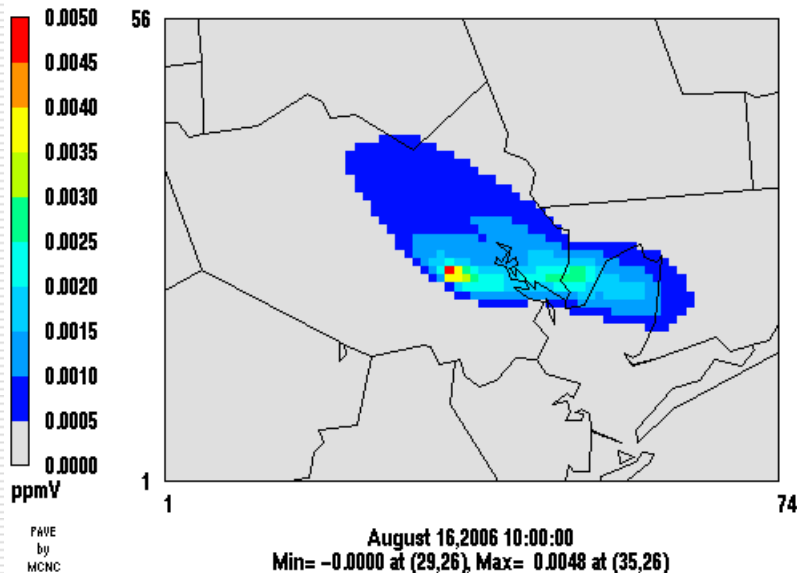 0.0050
0.0045
0.0040
0.0035
0.0030
0.0025
0.0020
0.0015
0.0010
0.0005
0.0000
ppmV
PAVE
by
MCNC
56
1
1
74
August 16,2006 10:00:00
Min= -0.0000 at (29,26), Max= 0.0048 at (35,26)